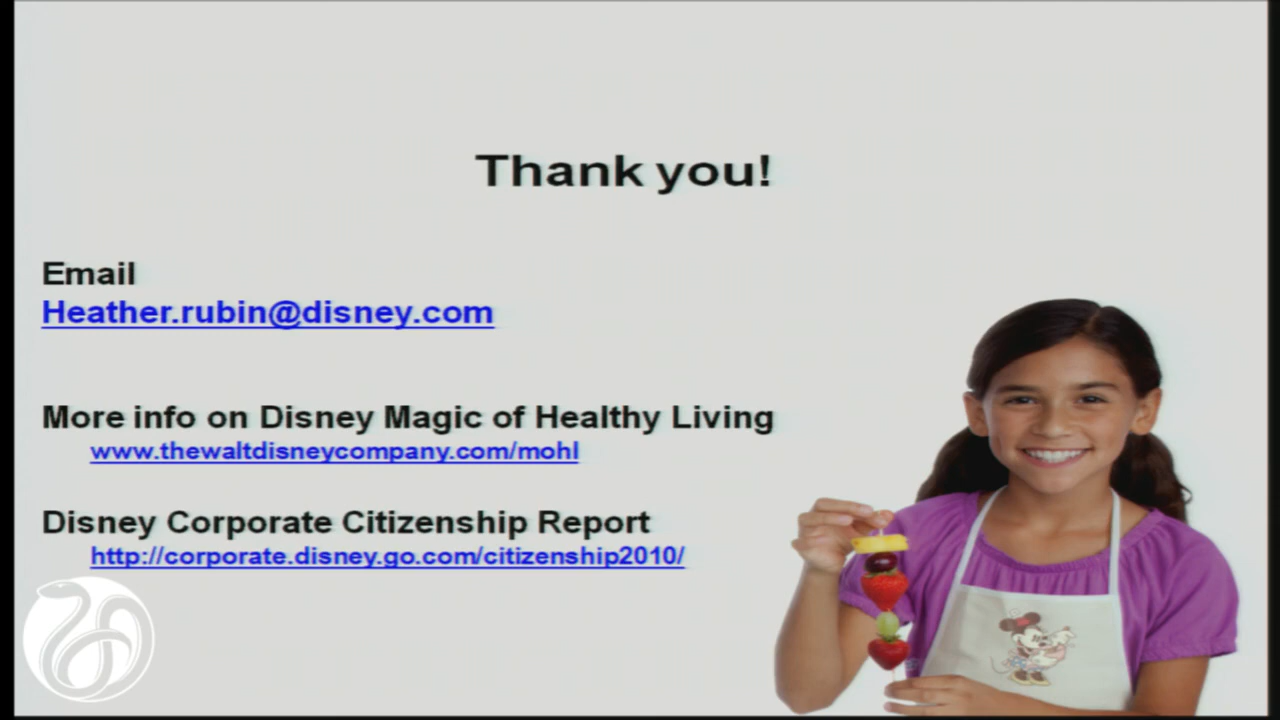 Thank you!
Email
Heather.rubin@disney.com
More info on Disney Magic of Healthy Living
www.thewaltdisneycompany.com/mohl
Disney Corporate Citizenship Report
http://corporate.disney.go.com/citizenship2010/